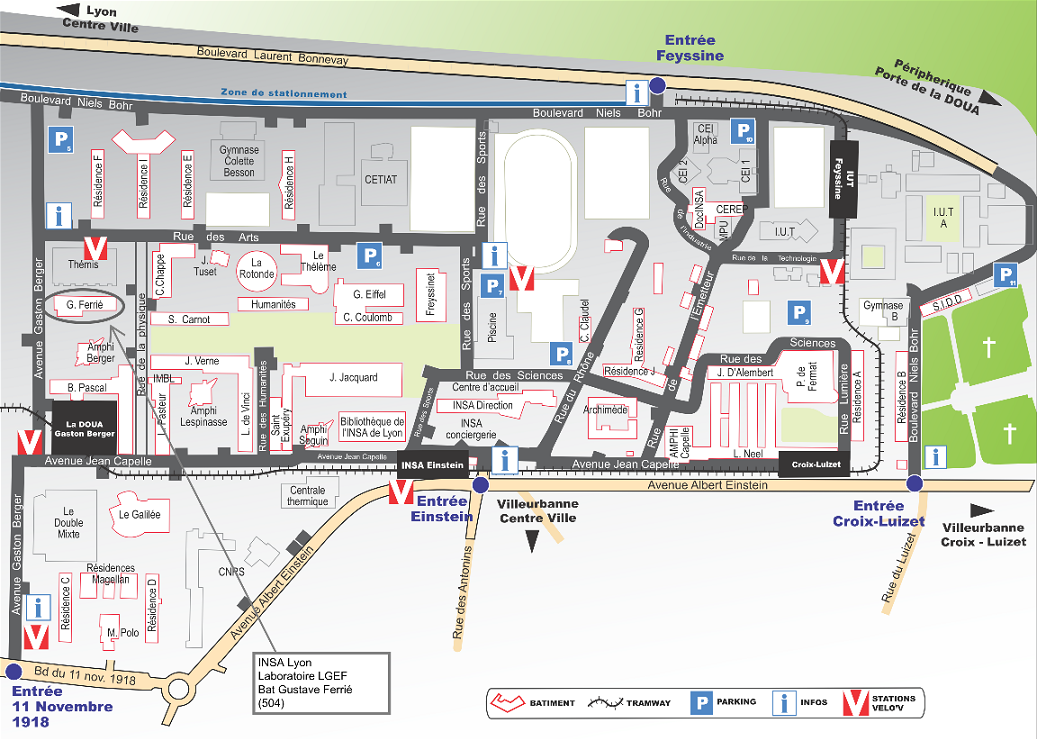 Lyon
Centre Ville
Boulevard Laurent Bonnevay
Entrée
Feyssine
Péripherique
Porte de la DOUA
Zone de stationnement
Boulevard Niels Bohr
Boulevard Niels Bohr
i
P5
Résidence F
Résidence I
Résidence E
Gymnase
Colette
Besson
Résidence H
CETIAT
Rue des Sports
CEI
Alpha
P10
CEI 2
CEI 1
IUT
Feyssine
Rue de l'Industrie
DocINSA
CEREP
MPU
I.U.T
I.U.T
A
i
Rue des Arts
V
Thémis
C.Chappe
J.
Tuset
La
Rotonde
Le
Thélème
P6
i
P7
V
Rue de la Technologie
V
P11
Avenue Gaston Berger
G. Ferrié
Rue de la physique
Humanités
G. Eiffel
C. Coulomb
Freyssinet
Rue des Sports
Piscine
C. Claudel
Résidence G
l'Emetteur
P9
Gymnase
B
S.I.D.D
S. Carnot
Amphi
Berger
J. Verne
P8
Rue des Sciences
Rue des Sciences
Rue du Rhône
Résidence J
J. D'Alembert
P. de
Fermat
Rue Lumière
Résidence A
Résidence B
Boulevard Niels Bohr
B. Pascal
IMBL
L. Pasteur
Amphi
Lespinasse
L. de Vinci
Rue des Humanités
Saint
Exupéry
J. Jacquard
Amphi
Seguin
Bibliothèque de
l'INSA de Lyon
Rue des Sports
Centre d'accueil
INSA Direction
INSA
conciergerie
Archimède
Rue de
AMPHI
Capelle
L. Neel
La DOUA
Gaston Berger
V
Avenue Jean Capelle
Avenue Jean Capelle
INSA Einstein
i
Avenue Jean Capelle
Croix-Luizet
i
Avenue Albert Einstein
V
Entrée
Einstein
Villeurbanne
Centre Ville
Entrée
Croix-Luizet
Villeurbanne
Croix - Luizet
Avenue Gaston Berger
Le
Double
Mixte
Le Galilée
Centrale
thermique
CNRS
Avenue Albert Einstein
Rue des Antonins
Rue du Luizet
Résidences
Magellan
Résidence C
Résidence D
M. Polo
i
V
Bd du 11 nov. 1918
Entrée
11 Novembre
1918
INSA Lyon
Laboratoire LGEF
Bat Gustave Ferrié
(504)
BATIMENT
TRAMWAY
P PARKING
i INFOS
V STATIONS
VELO'V